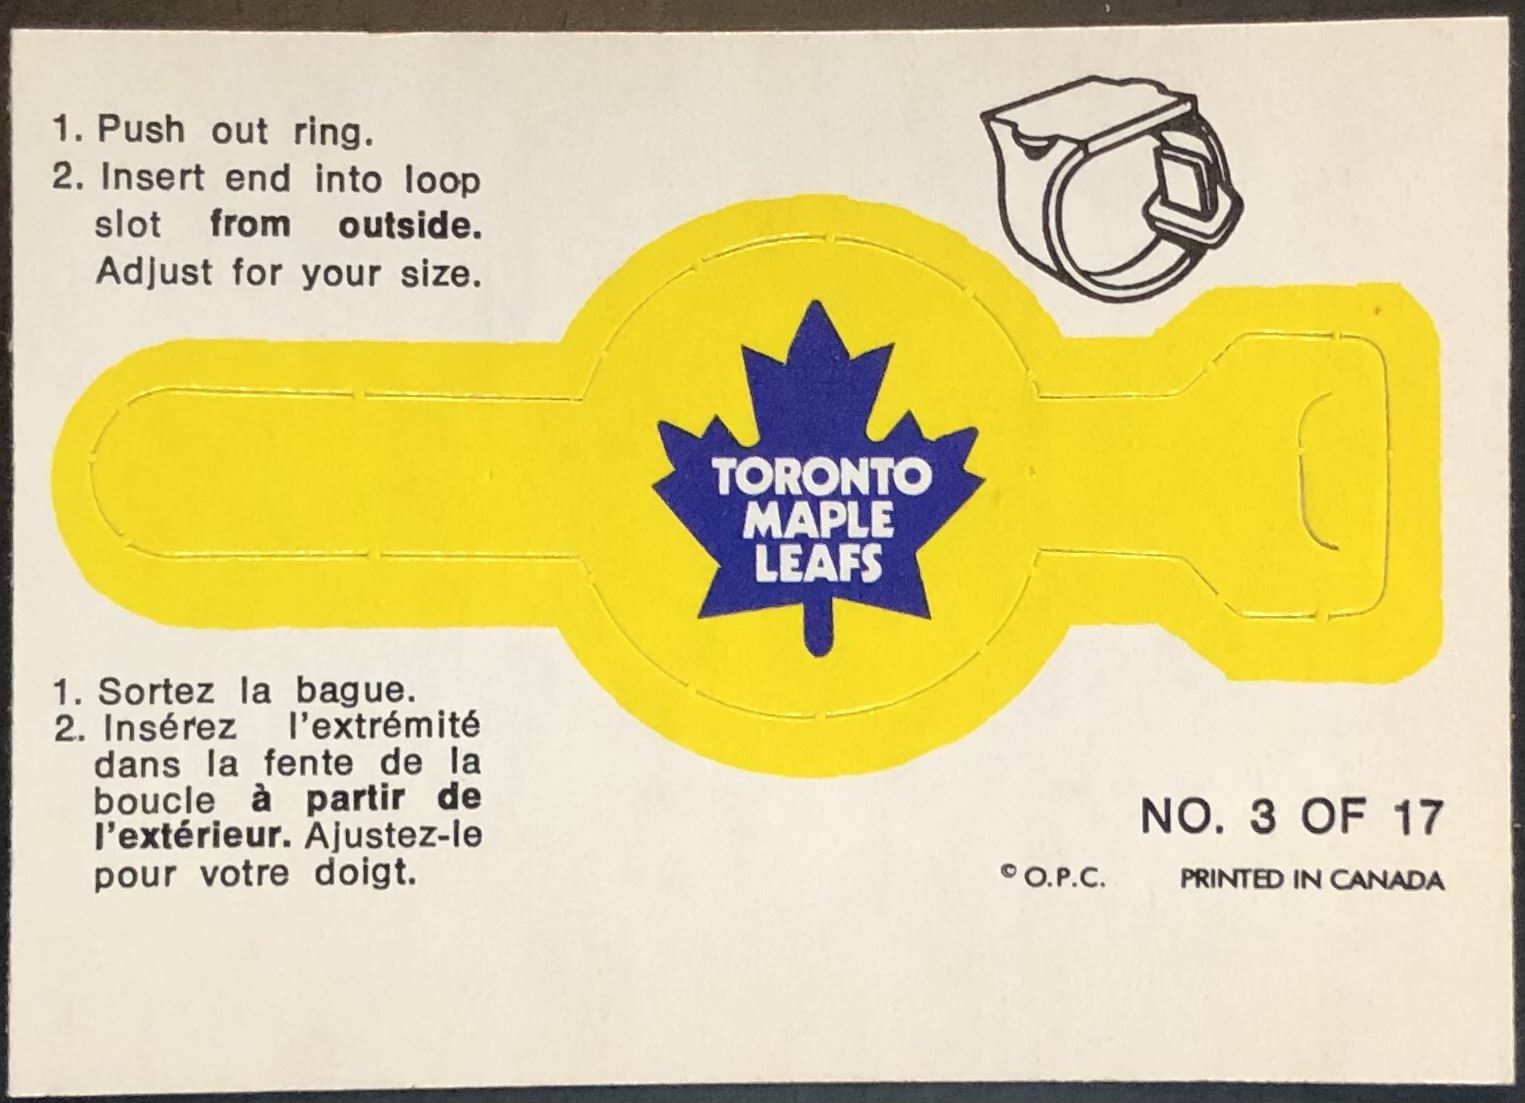 1. Push out ring.
2. Insert end into loop
slot from outside.
Adjust for your size.
TORONTO
MAPLE
LEAFS
1. Sortez la bague.
2. Insérez l'extrémité
dans la fente de la
boucle à partir de
l'extérieur. Ajustez-le
pour votre doigt.
NO. 3 OF 17
© O.P.C. PRINTED IN CANADA